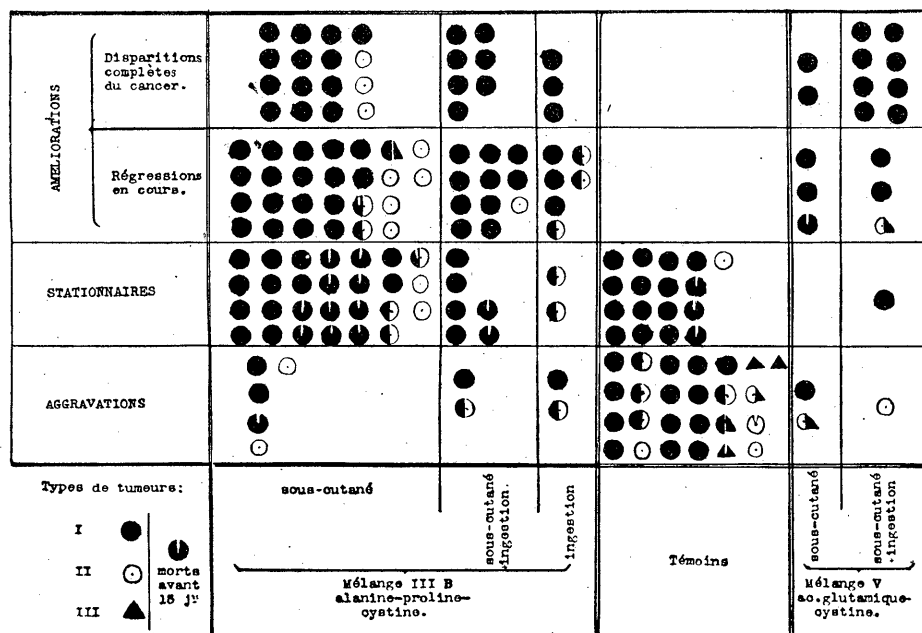 AMELIORATIONS
Disparitions
complètes
du cancer.
Régressions
en cours.
STATIONNAIRES
AGGRAVATIONS
Types de tumeurs:
I
II
III
morts
avant
15 jrs
sous-cutané
sous-cutané
+ingestion.
ingestion
Mélange III B
alanine-proline-
cystine.
Témoins
sous-cutané
sous-cutané
+ingestion
Mélange V
ac.glutamique-
cystine.